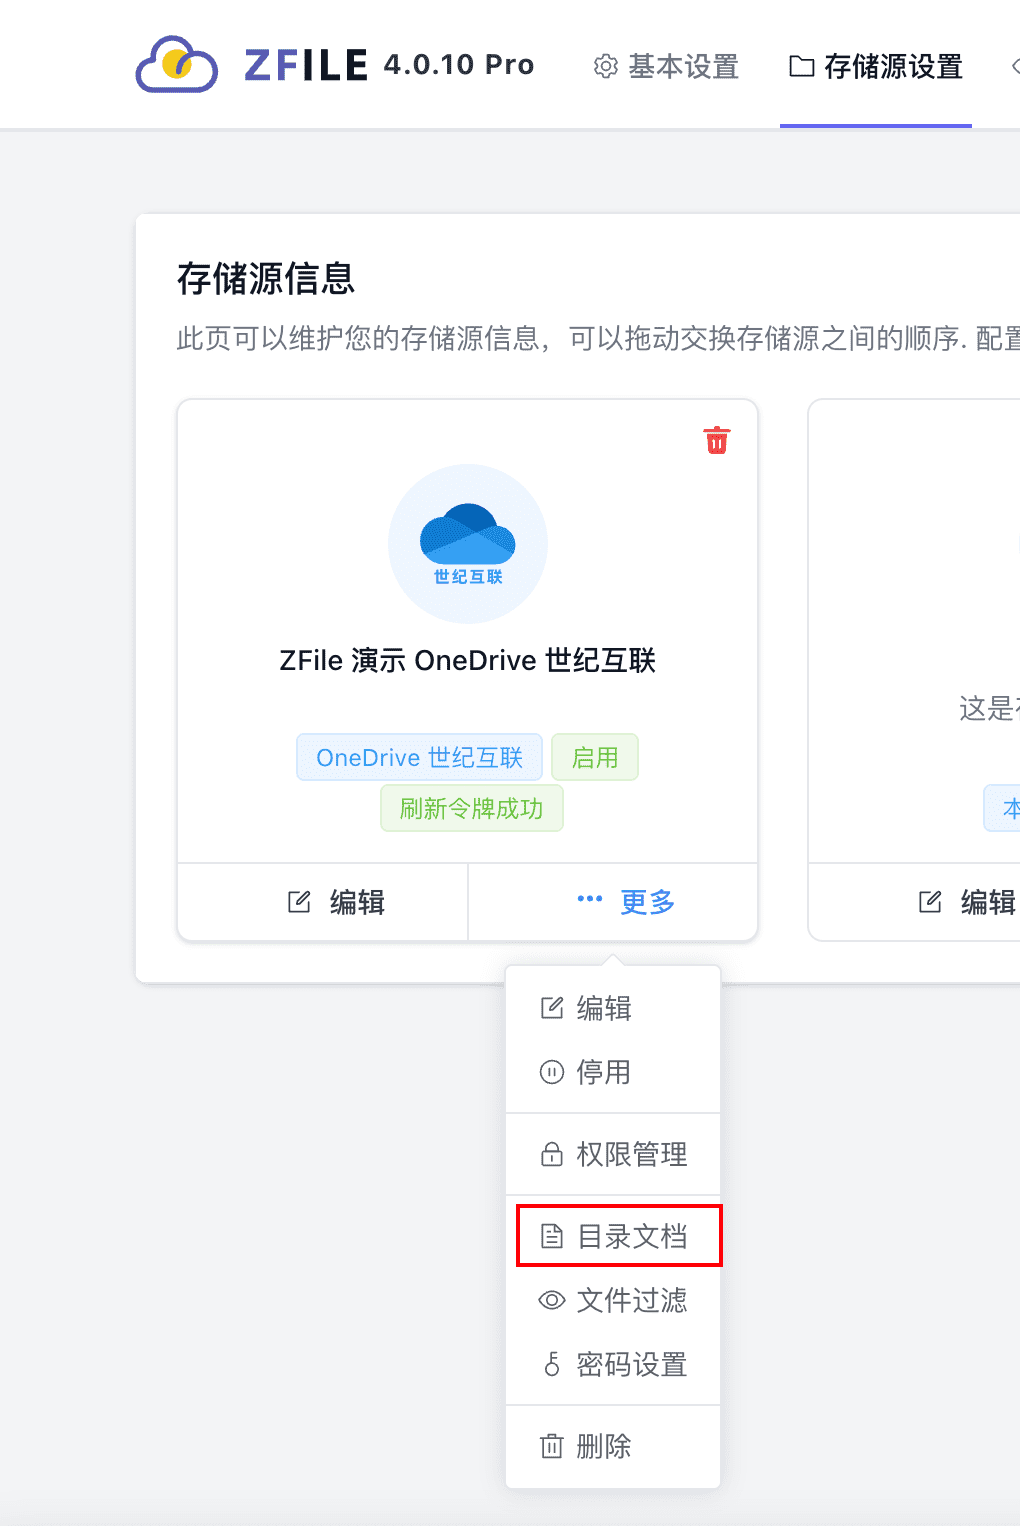 ZFILE 4.0.10 Pro 基本设置 存储源设置
存储源信息
此页可以维护您的存储源信息，可以拖动交换存储源之间的顺序. 配置
世纪互联
ZFile 演示 OneDrive 世纪互联
这是
OneDrive 世纪互联 启用
刷新令牌成功
本
编辑 ··· 更多 编辑
编辑
停用
权限管理
目录文档
文件过滤
密码设置
删除